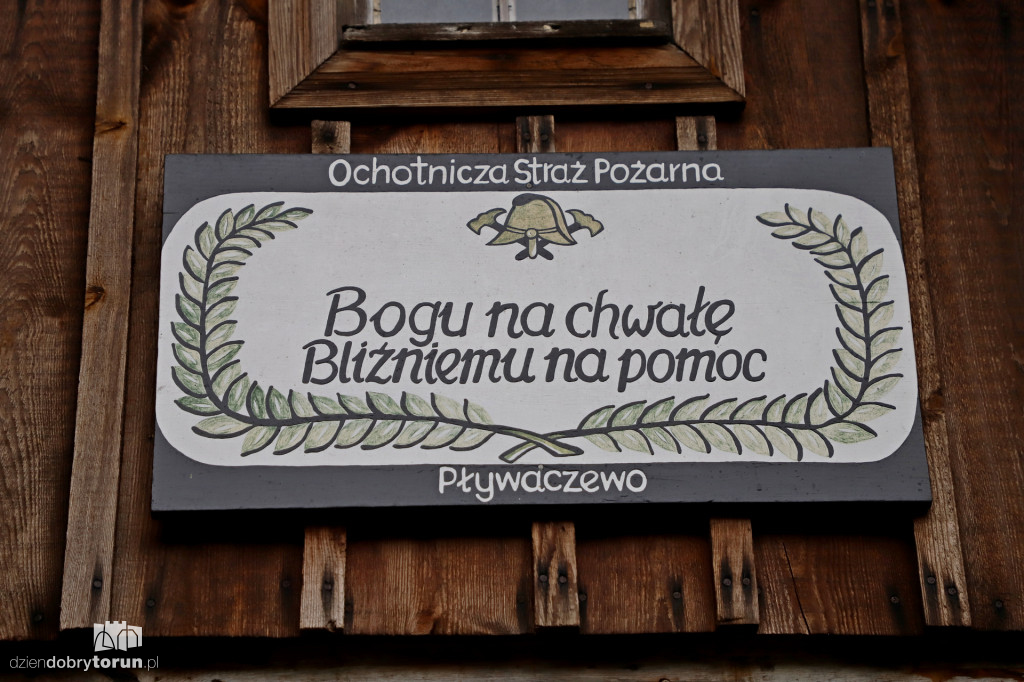 Ochotnicza Straż Pożarna
Bogu na chwałę
Bliźniemu na pomoc
Pływaczewo
dziendobrytorun.pl